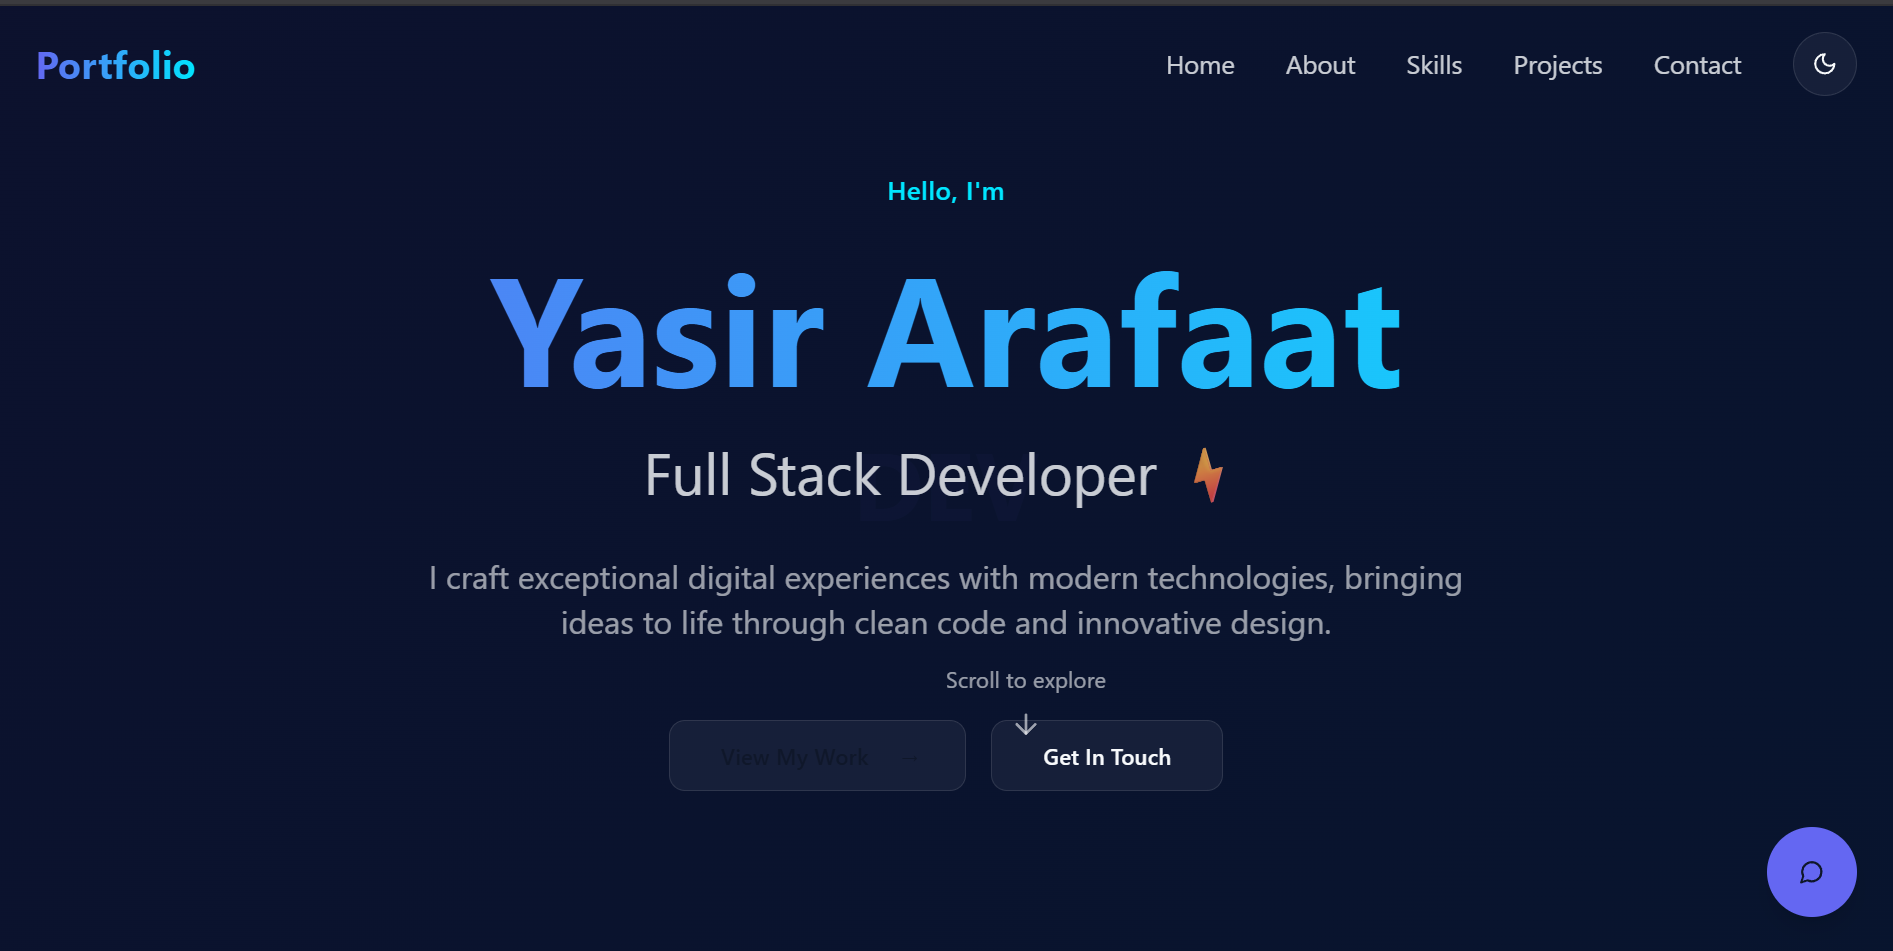 Portfolio
Home About Skills Projects Contact
Hello, I'm
Yasir Arafaat
Full Stack Developer
DEV
I craft exceptional digital experiences with modern technologies, bringing
ideas to life through clean code and innovative design.
Scroll to explore
View My Work →
Get In Touch